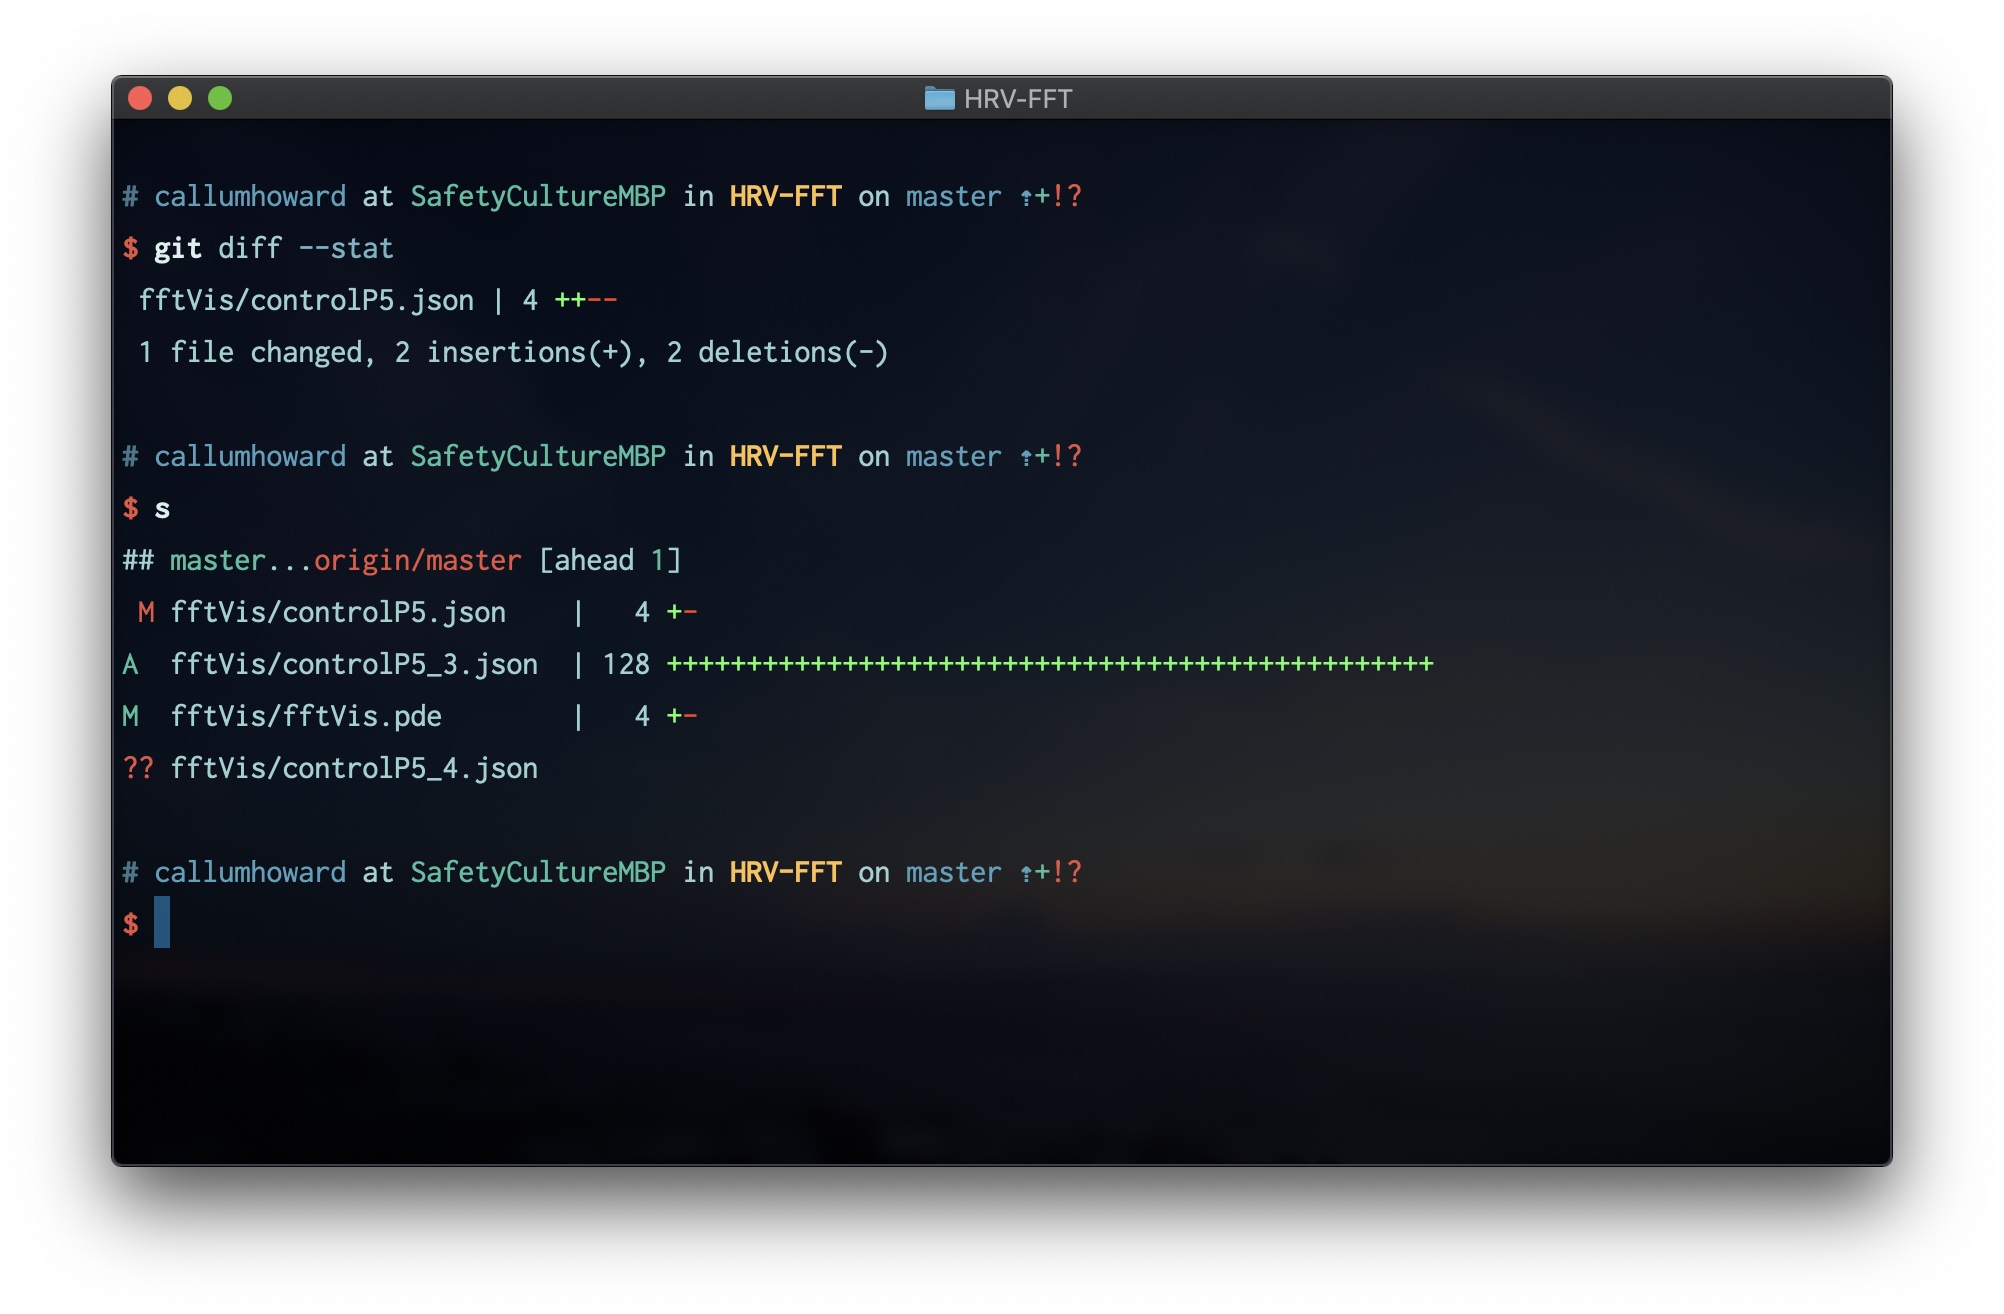 HRV-FFT
# callumhoward at SafetyCultureMBP in HRV-FFT on master ⇡+!?
$ git diff --stat
 fftVis/controlP5.json | 4 ++--
 1 file changed, 2 insertions(+), 2 deletions(-)
# callumhoward at SafetyCultureMBP in HRV-FFT on master ⇡+!?
$ s
## master...origin/master [ahead 1]
 M fftVis/controlP5.json    |   4 +-
A  fftVis/controlP5_3.json  | 128 ++++++++++++++++++++++++++++++++++++++++++++++++
M  fftVis/fftVis.pde        |   4 +-
?? fftVis/controlP5_4.json
# callumhoward at SafetyCultureMBP in HRV-FFT on master ⇡+!?
$